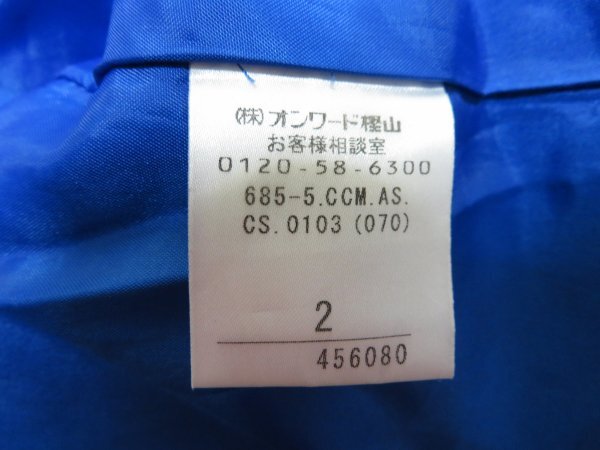 (株)オンワード樫山
お客様相談室
0120-58-6300
685-5.CCM.AS.
CS.0103(070)
2
456080